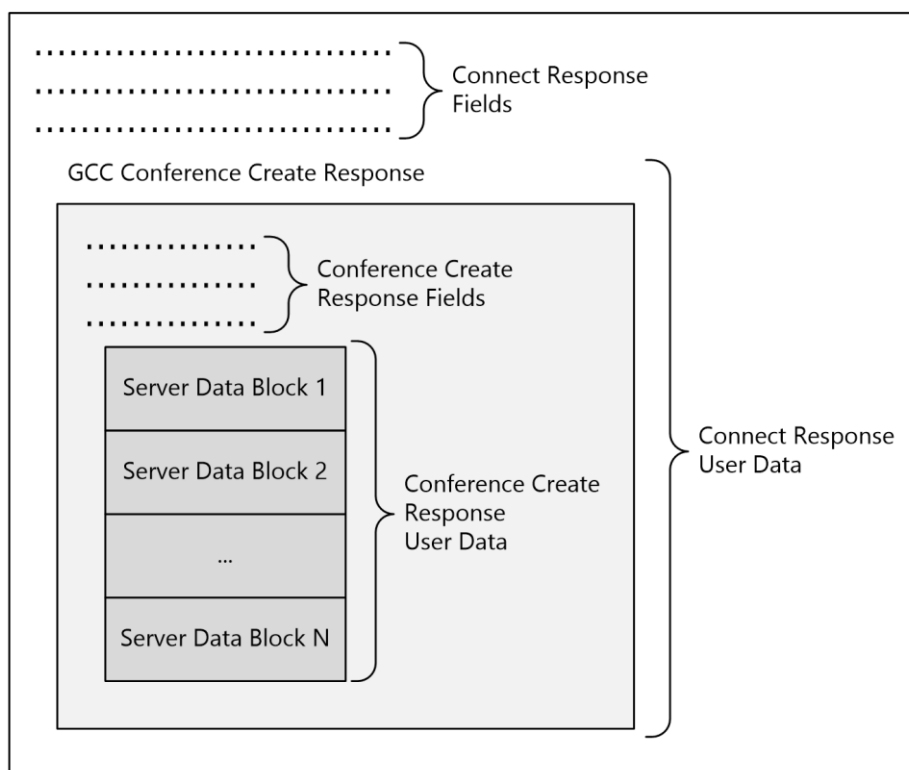 Connect Response
Fields
GCC Conference Create Response
Conference Create
Response Fields
Server Data Block 1
Server Data Block 2
...
Server Data Block N
Conference Create
Response
User Data
Connect Response
User Data